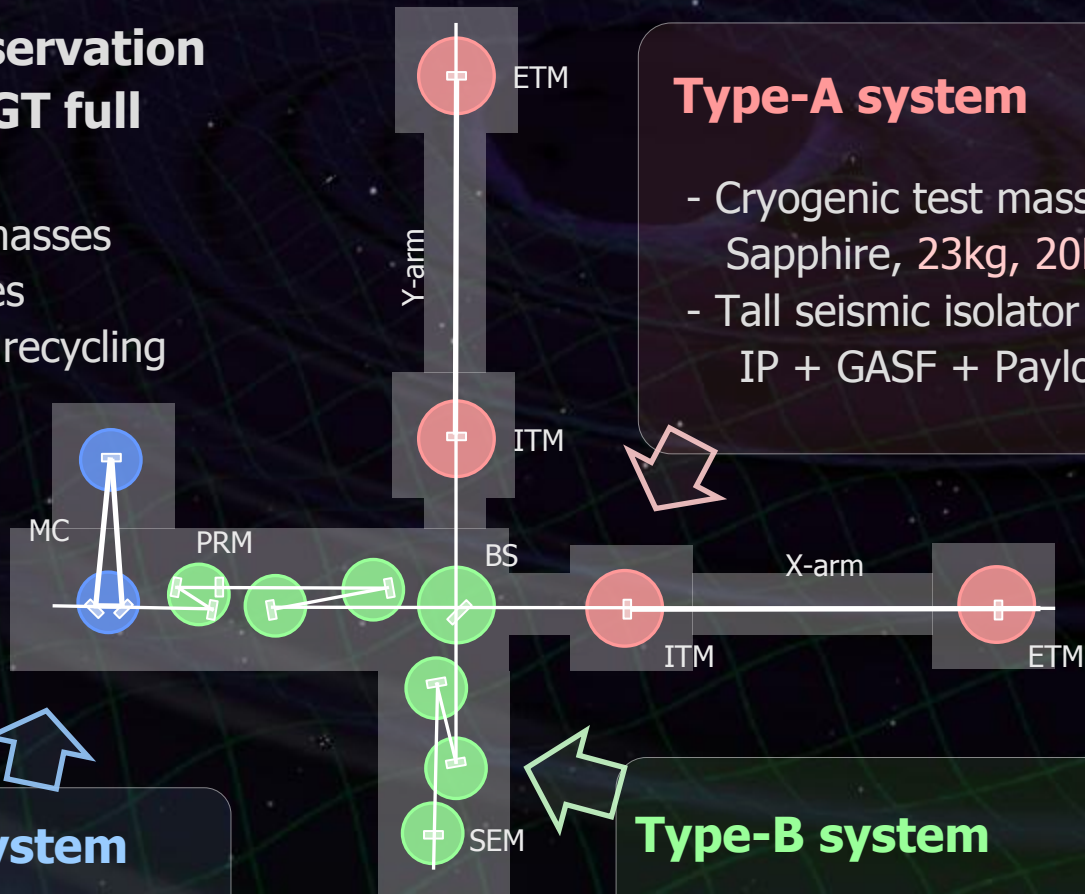 servation
GT full
masses
es
recycling
ETM
Type-A system
- Cryogenic test mass
Sapphire, 23kg, 20
- Tall seismic isolator
IP + GASF + Paylo
Y-arm
ITM
MC
PRM
BS
X-arm
ITM
ETM
SEM
ystem
Type-B system